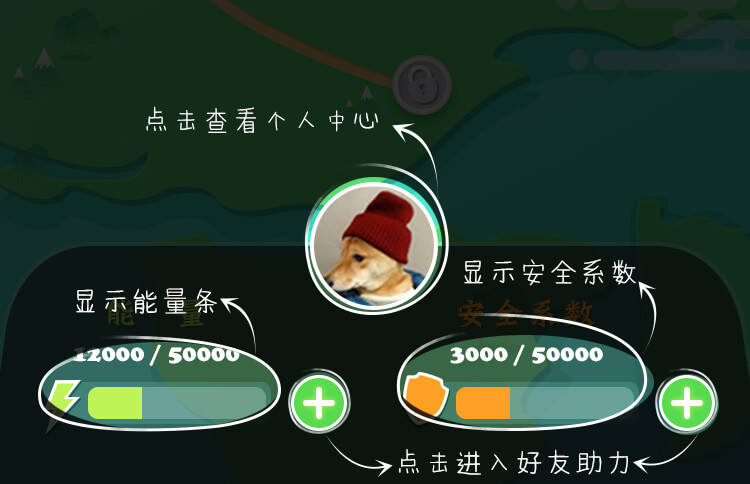 点击查看个人中心
显示安全系数
显示能量条
能 量
安全系数
12000 / 50000
3000 / 50000
点击进入好友助力